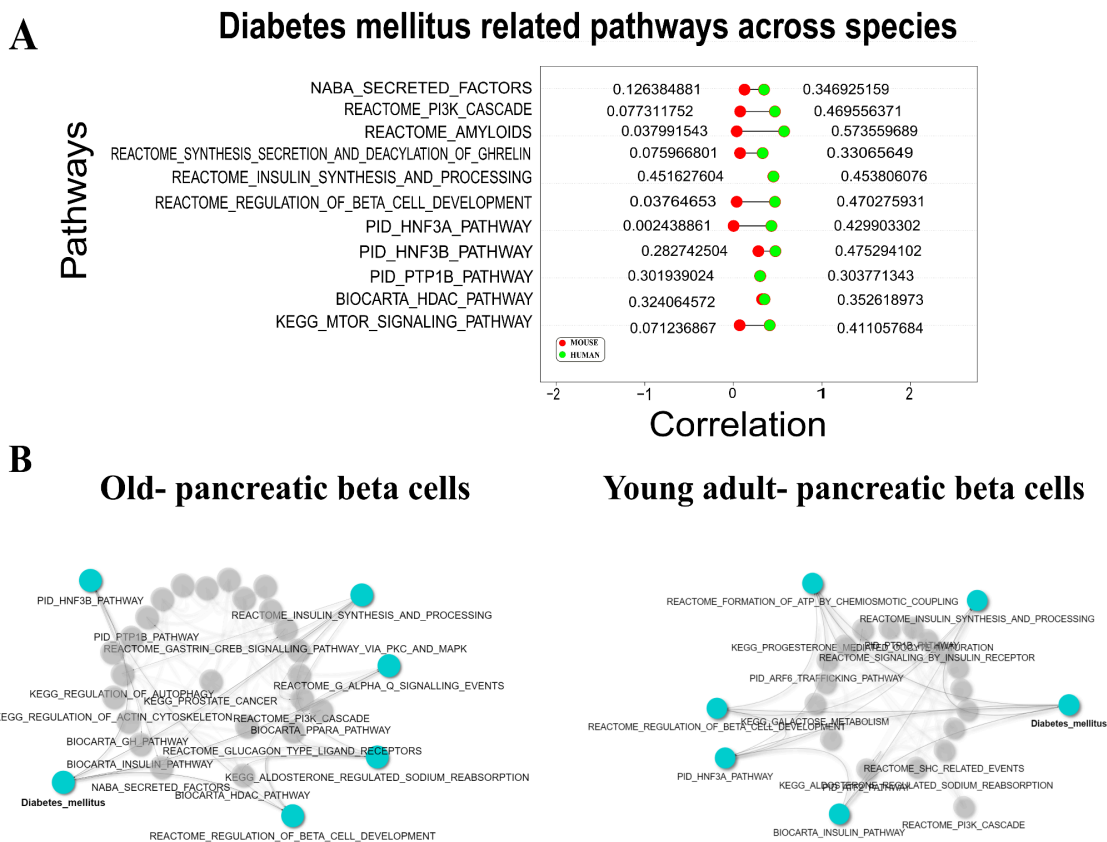 A
Diabetes mellitus related pathways across species
Pathways
NABA_SECRETED_FACTORS 0.126384881 0.346925159
REACTOME_PI3K_CASCADE 0.077311752 0.469556371
REACTOME_AMYLOIDS 0.037991543 0.573559689
REACTOME_SYNTHESIS_SECRETION_AND_DEACYLATION_OF_GHRELIN 0.075966801 0.33065649
REACTOME_INSULIN_SYNTHESIS_AND_PROCESSING 0.451627604 0.453806076
REACTOME_REGULATION_OF_BETA_CELL_DEVELOPMENT 0.03764653 0.470275931
PID_HNF3A_PATHWAY 0.002438861 0.429903302
PID_HNF3B_PATHWAY 0.282742504 0.475294102
PID_PTP1B_PATHWAY 0.301939024 0.303771343
BIOCARTA_HDAC_PATHWAY 0.324064572 0.352618973
KEGG_MTOR_SIGNALING_PATHWAY 0.071236867 0.411057684
MOUSE
HUMAN
−2 −1 0 1 2
Correlation
B
Old- pancreatic beta cells
PID_HNF3B_PATHWAY
REACTOME_INSULIN_SYNTHESIS_AND_PROCESSING
PID_PTP1B_PATHWAY
REACTOME_GASTRIN_CREB_SIGNALLING_PATHWAY_VIA_PKC_AND_MAPK
REACTOME_G_ALPHA_Q_SIGNALLING_EVENTS
KEGG_REGULATION_OF_AUTOPHAGY
KEGG_PROSTATE_CANCER
KEGG_REGULATION_OF_ACTIN_CYTOSKELETON
REACTOME_PI3K_CASCADE
BIOCARTA_PPARA_PATHWAY
BIOCARTA_GH_PATHWAY
REACTOME_GLUCAGON_TYPE_LIGAND_RECEPTORS
BIOCARTA_INSULIN_PATHWAY
KEGG_ALDOSTERONE_REGULATED_SODIUM_REABSORPTION
NABA_SECRETED_FACTORS
BIOCARTA_HDAC_PATHWAY
Diabetes_mellitus
REACTOME_REGULATION_OF_BETA_CELL_DEVELOPMENT
Young adult- pancreatic beta cells
REACTOME_FORMATION_OF_ATP_BY_CHEMIOSMOTIC_COUPLING
REACTOME_INSULIN_SYNTHESIS_AND_PROCESSING
KEGG_PROGESTERONE_MEDIATED_OOCYTE_MATURATION
PID_PTP1B_PATHWAY
REACTOME_SIGNALING_BY_INSULIN_RECEPTOR
PID_ARF6_TRAFFICKING_PATHWAY
Diabetes_mellitus
KEGG_GALACTOSE_METABOLISM
REACTOME_REGULATION_OF_BETA_CELL_DEVELOPMENT
REACTOME_SHC_RELATED_EVENTS
PID_HNF3A_PATHWAY
KEGG_ALDOSTERONE_REGULATED_SODIUM_REABSORPTION
REACTOME_PI3K_CASCADE
BIOCARTA_INSULIN_PATHWAY